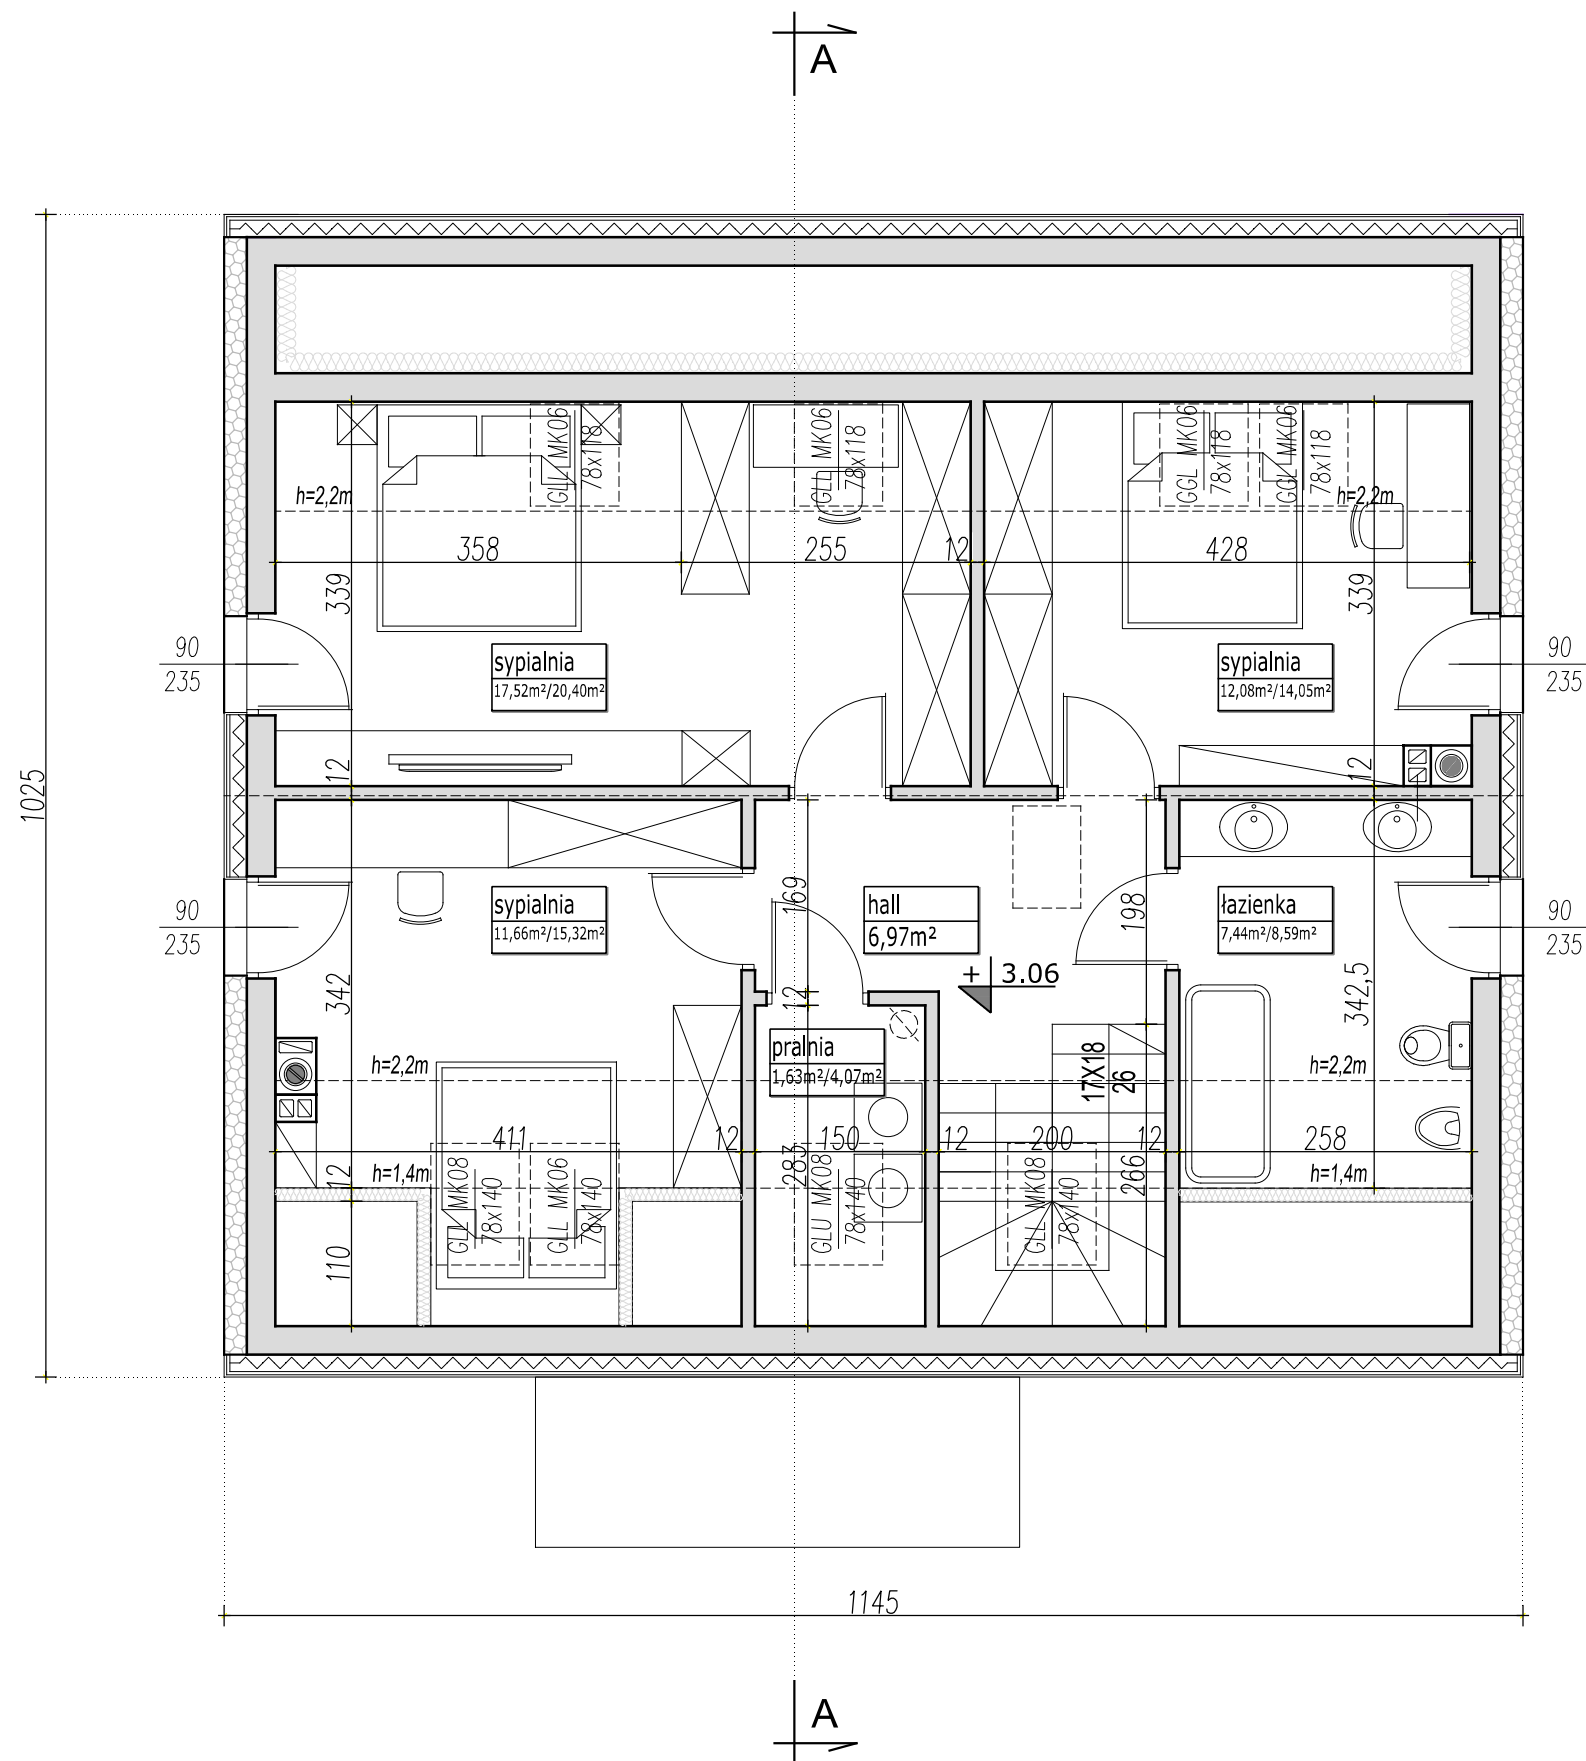 A
GLL MK06
78x118
GLL MK06
78x118
GGL MK06
78x118
GGL MK06
78x118
h=2,2m
h=2,2m
358
255
12
428
339
339
90
235
sypialnia
17,52m²/20,40m²
sypialnia
12,08m²/14,05m²
90
235
12
12
1025
90
235
sypialnia
11,66m²/15,32m²
169
hall
6,97m²
198
łazienka
7,44m²/8,59m²
90
235
+ 3.06
342
12
342,5
pralnia
1,63m²/4,07m²
17X18
26
h=2,2m
h=2,2m
411
12
150
12
200
12
258
283
266
12
h=1,4m
h=1,4m
GLL MK08
78x140
GLL MK06
78x140
GLU MK08
78x140
GLL MK08
78x140
110
1145
A